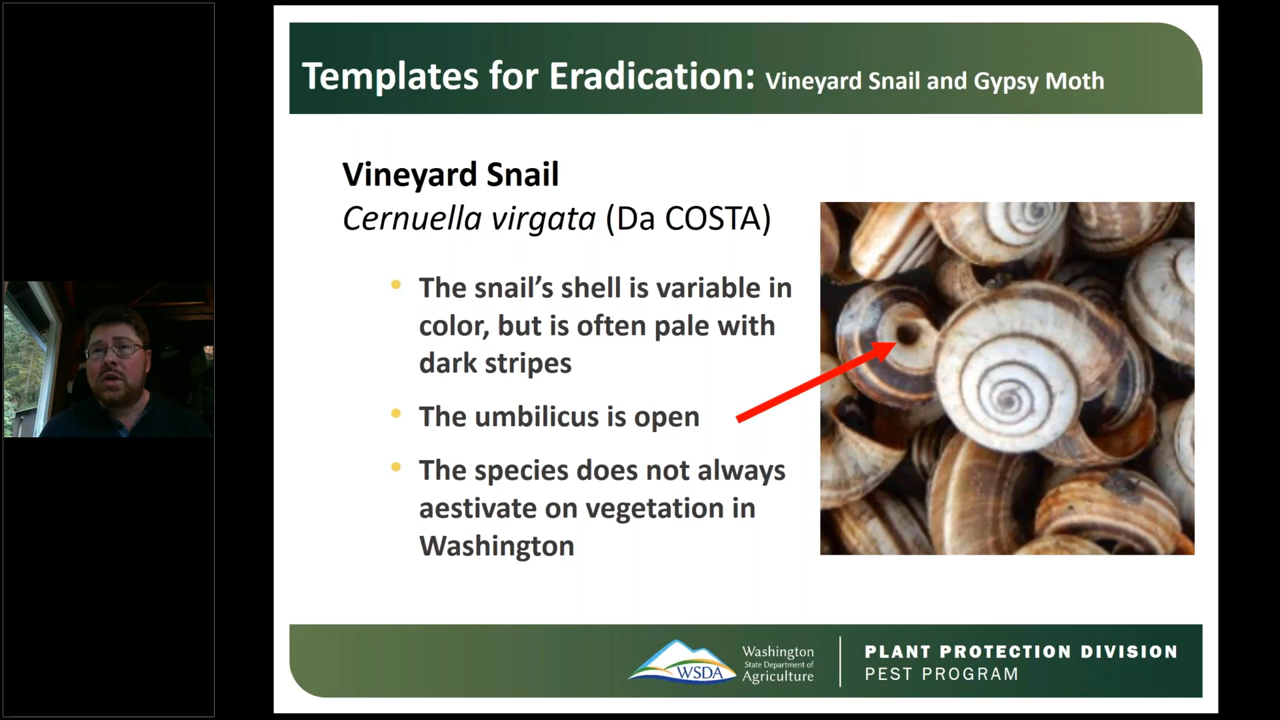 Templates for Eradication: Vineyard Snail and Gypsy Moth
Vineyard Snail
Cernuella virgata (Da COSTA)
• The snail’s shell is variable in
color, but is often pale with
dark stripes
• The umbilicus is open
• The species does not always
aestivate on vegetation in
Washington
WSDA
Washington
State Department of
Agriculture
PLANT PROTECTION DIVISION
PEST PROGRAM